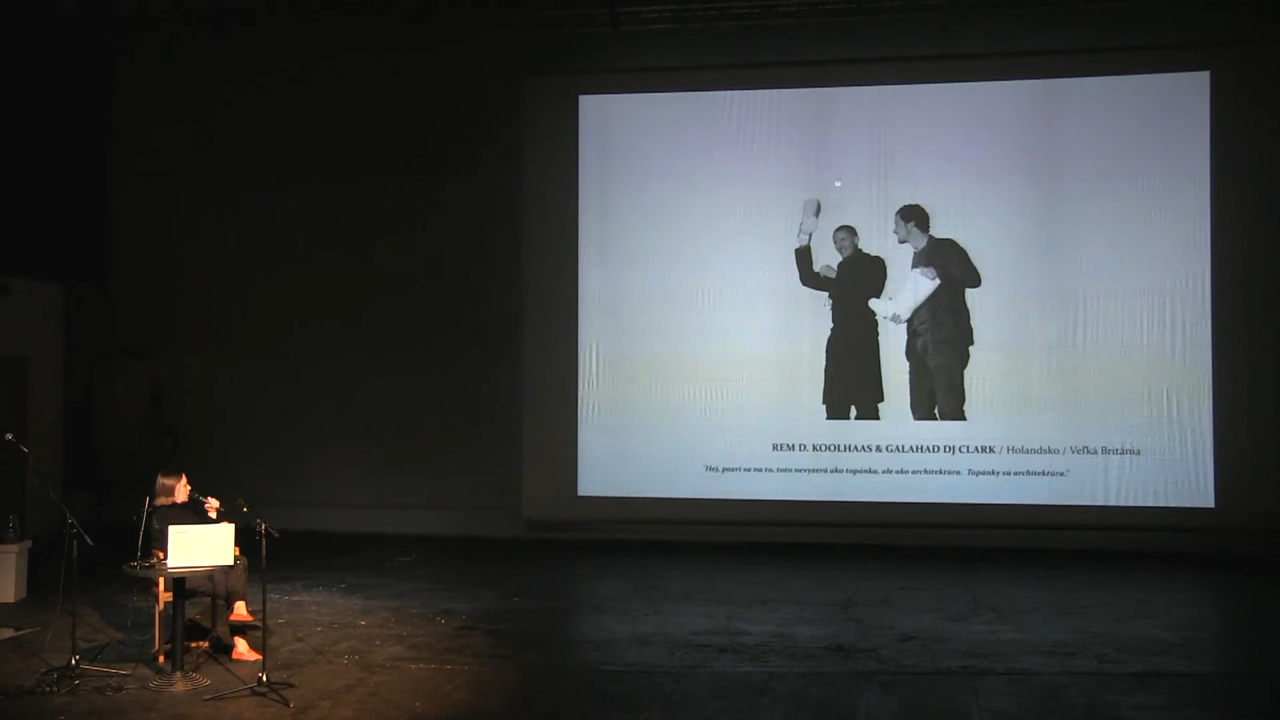 REM D. KOOLHAAS & GALAHAD DJ CLARK / Holandsko / Veľká Británia
"Hej, pozri sa na to, toto nevyzerá ako topánka, ale ako architektúra. Topánky sú architektúra."